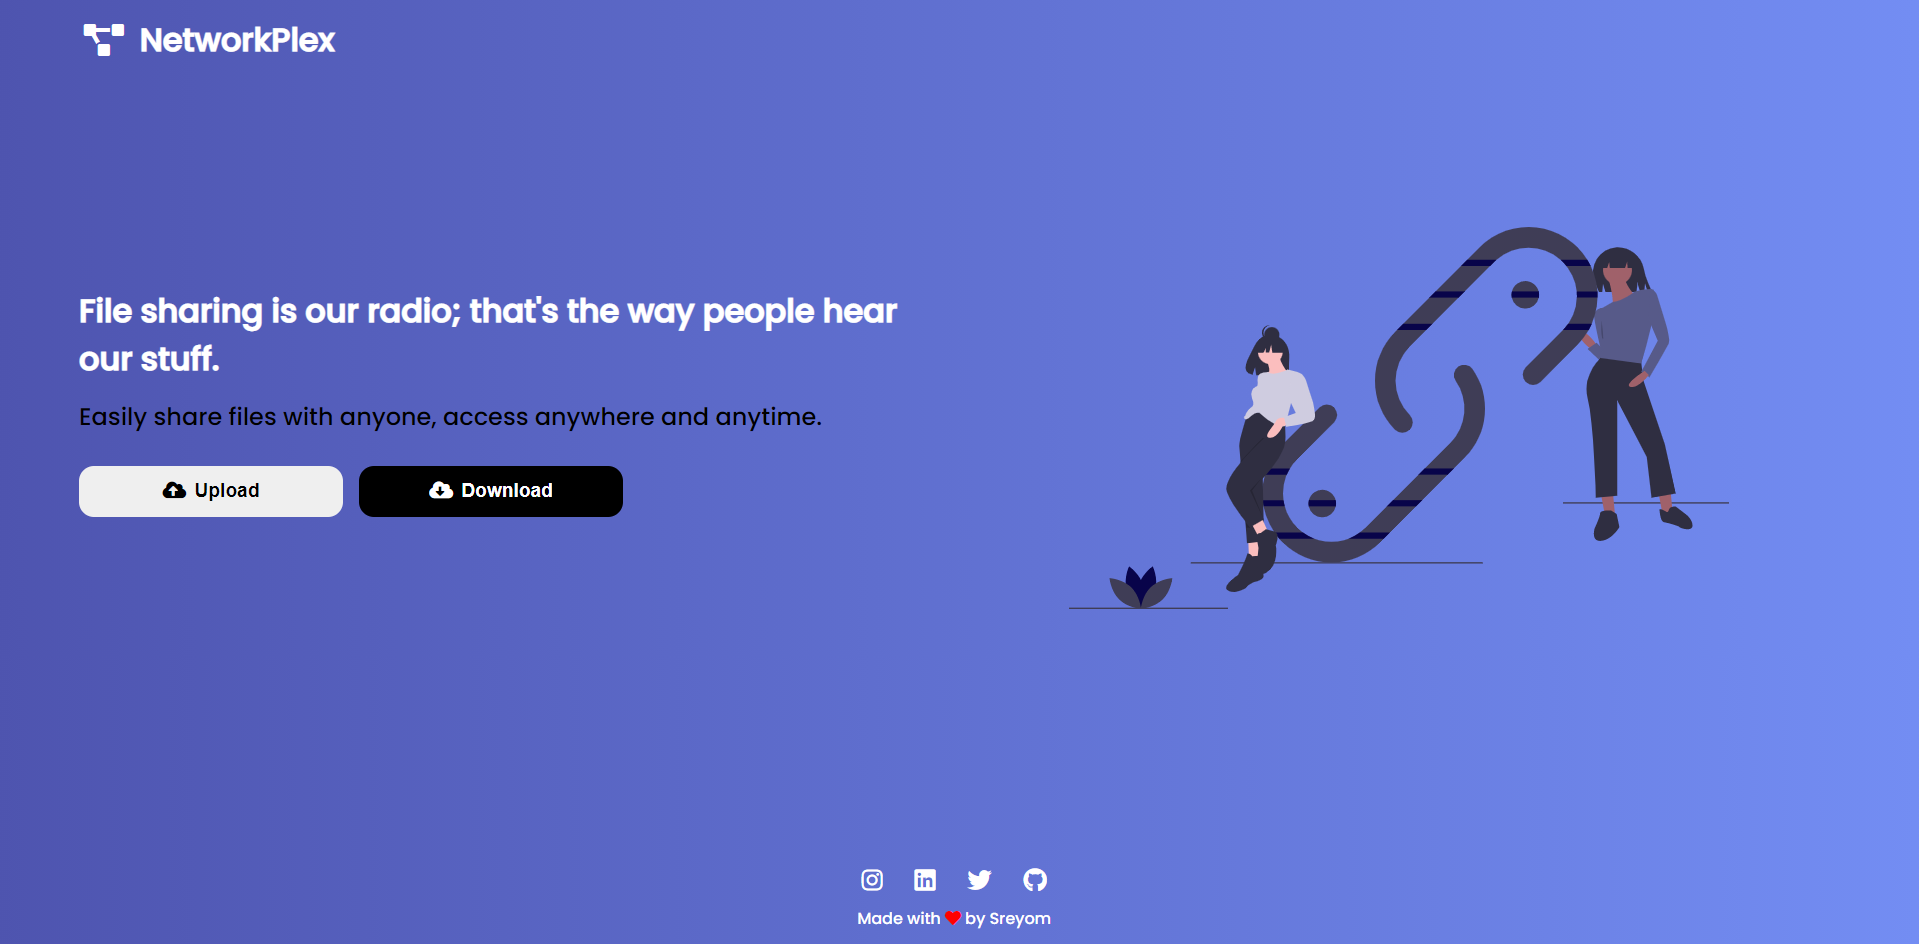 NetworkPlex
File sharing is our radio; that's the way people hear
our stuff.
Easily share files with anyone, access anywhere and anytime.
Upload
Download
Made with ❤ by Sreyom